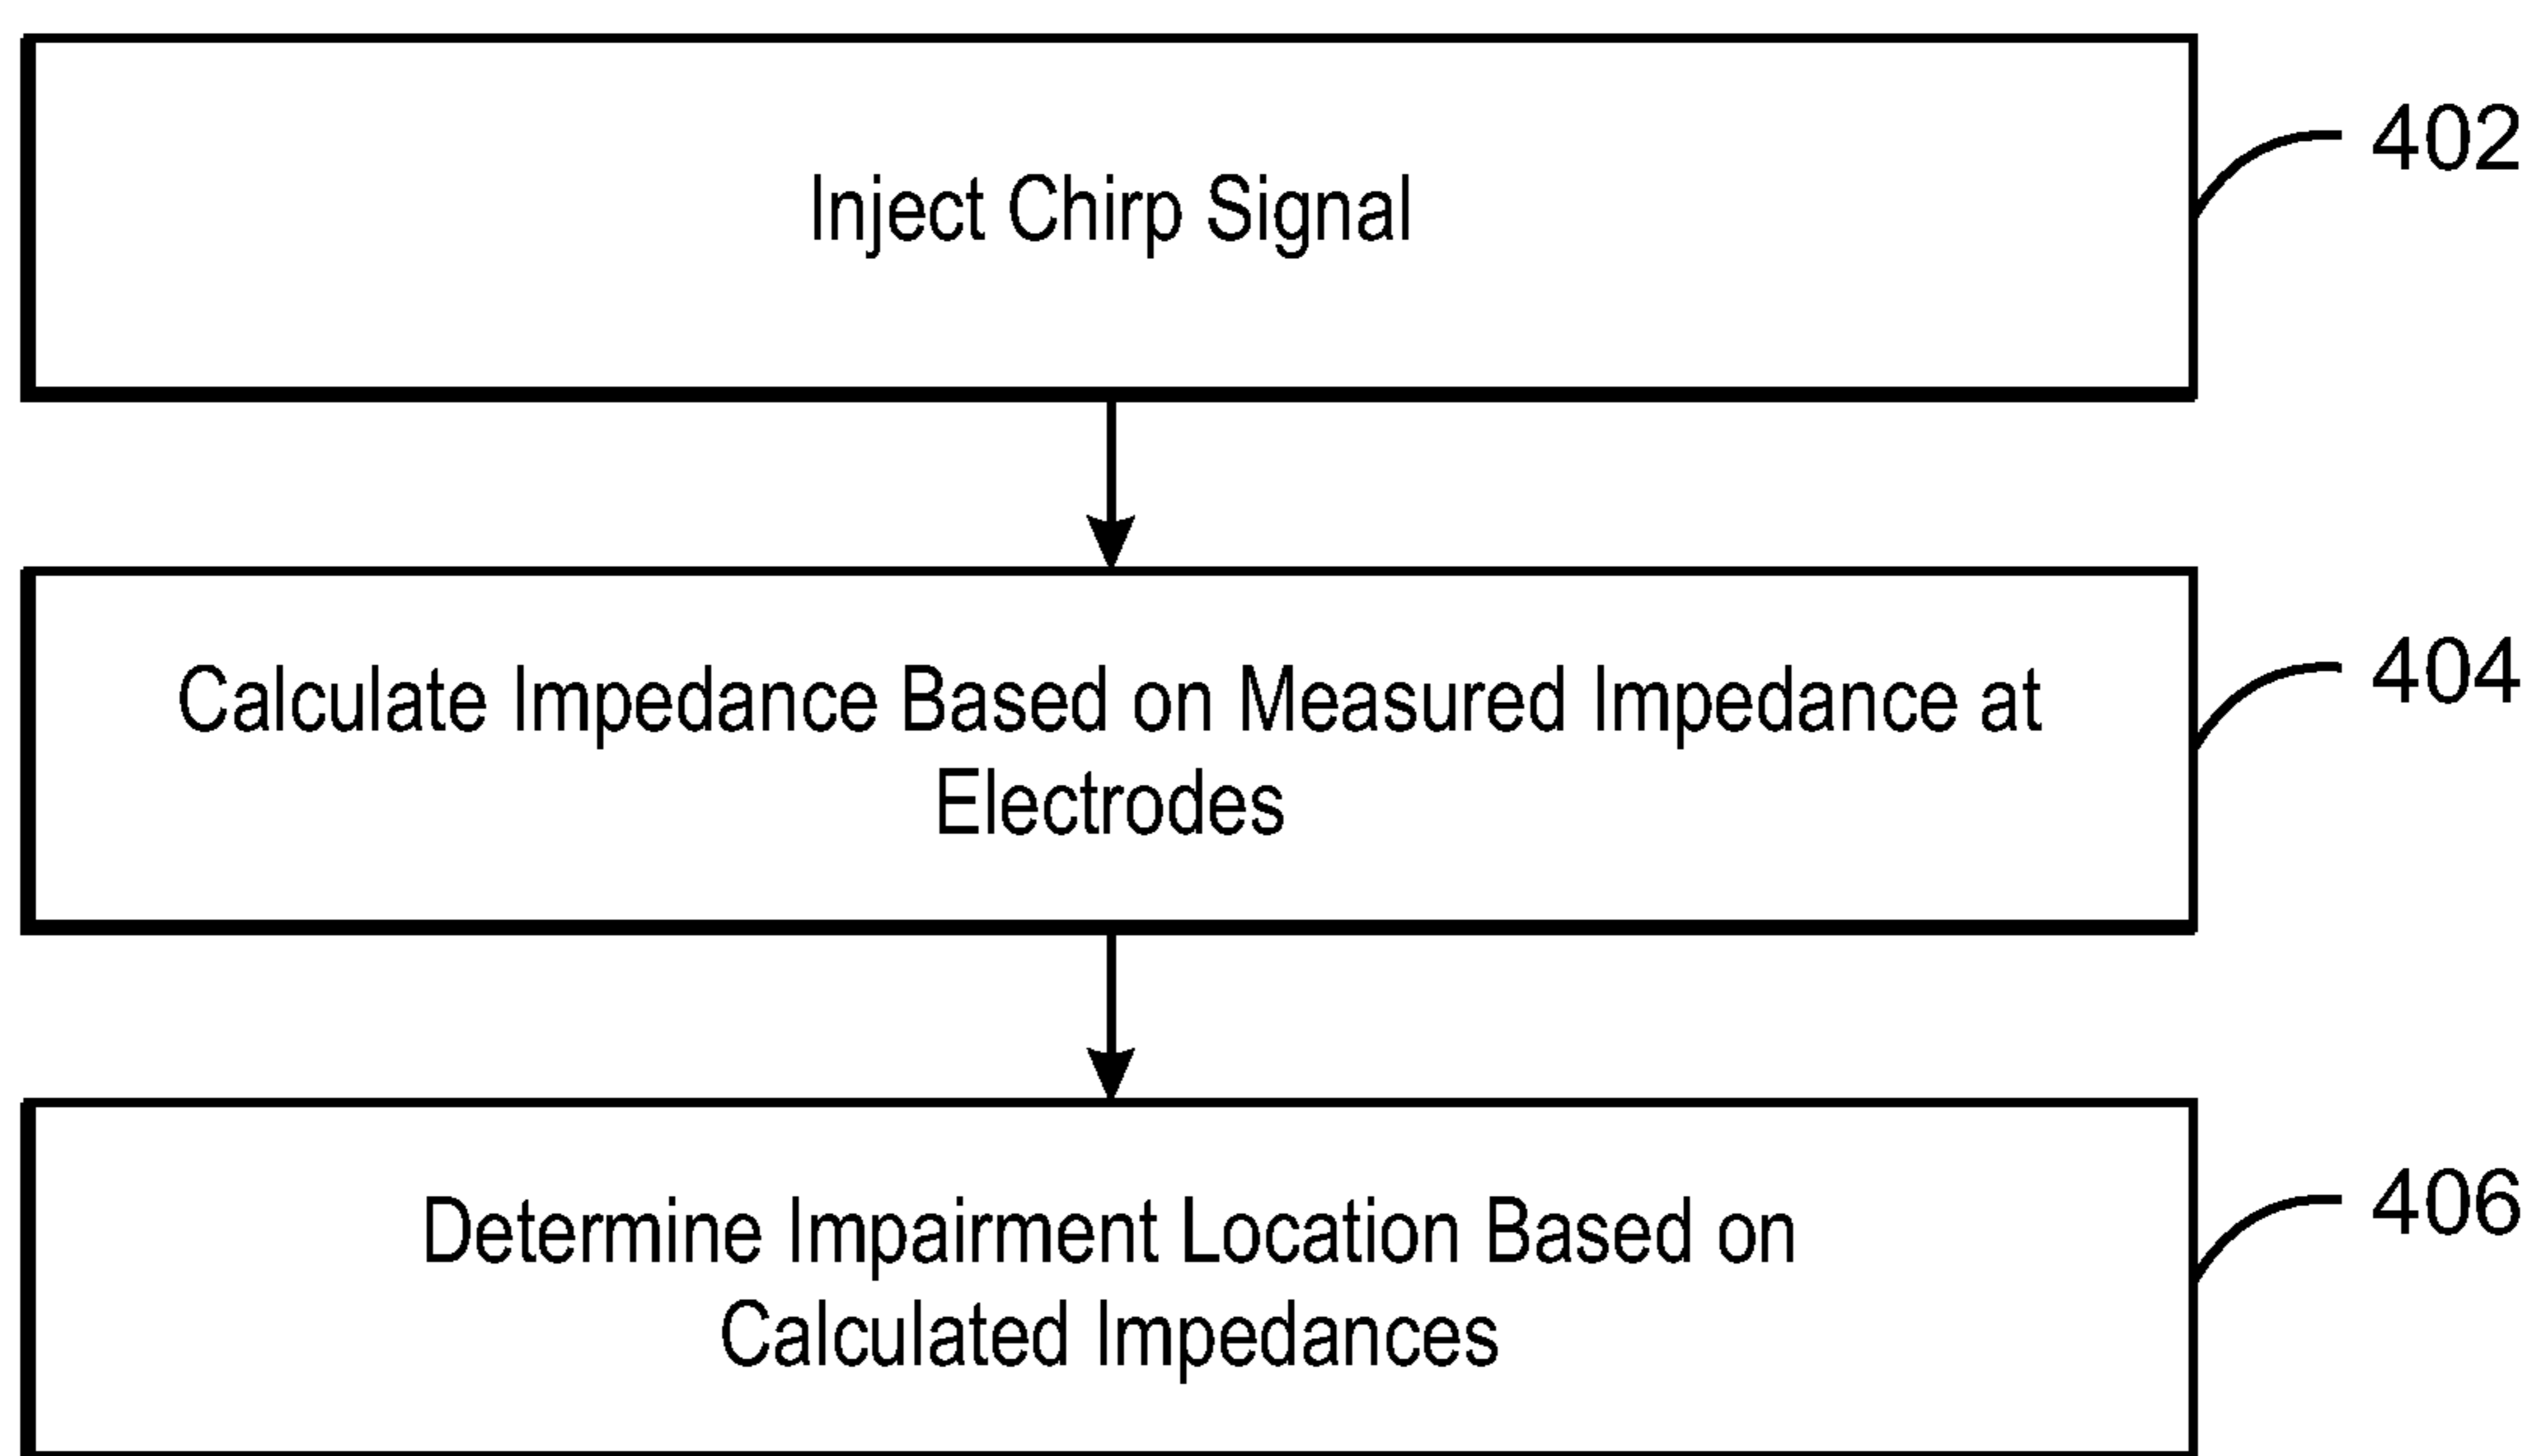 Inject Chirp Signal
402
Calculate Impedance Based on Measured Impedance at
Electrodes
404
Determine Impairment Location Based on
Calculated Impedances
406